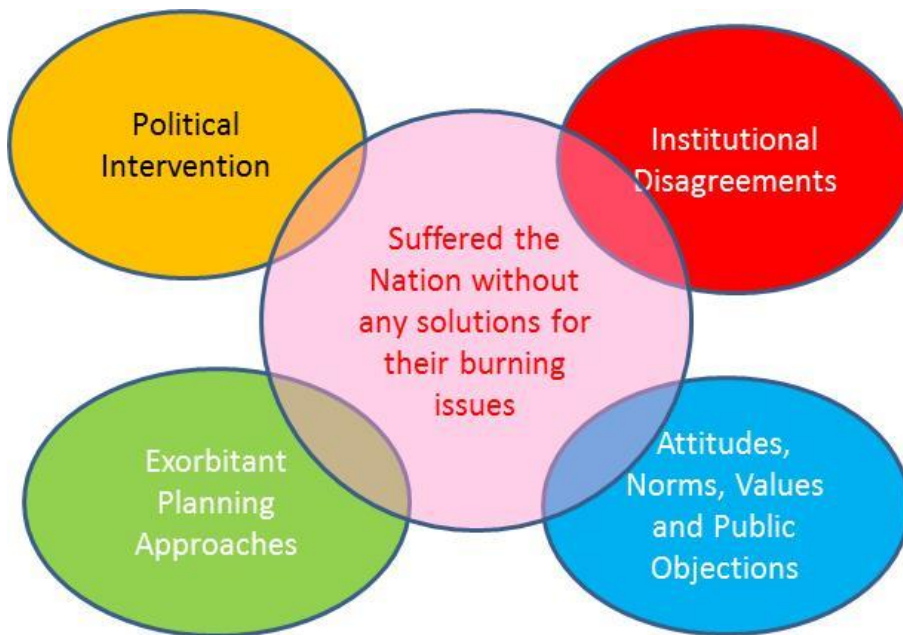 Political
Intervention
Institutional
Disagreements
Suffered the
Nation without
any solutions for
their burning
issues
Exorbitant
Planning
Approaches
Attitudes,
Norms, Values
and Public
Objections